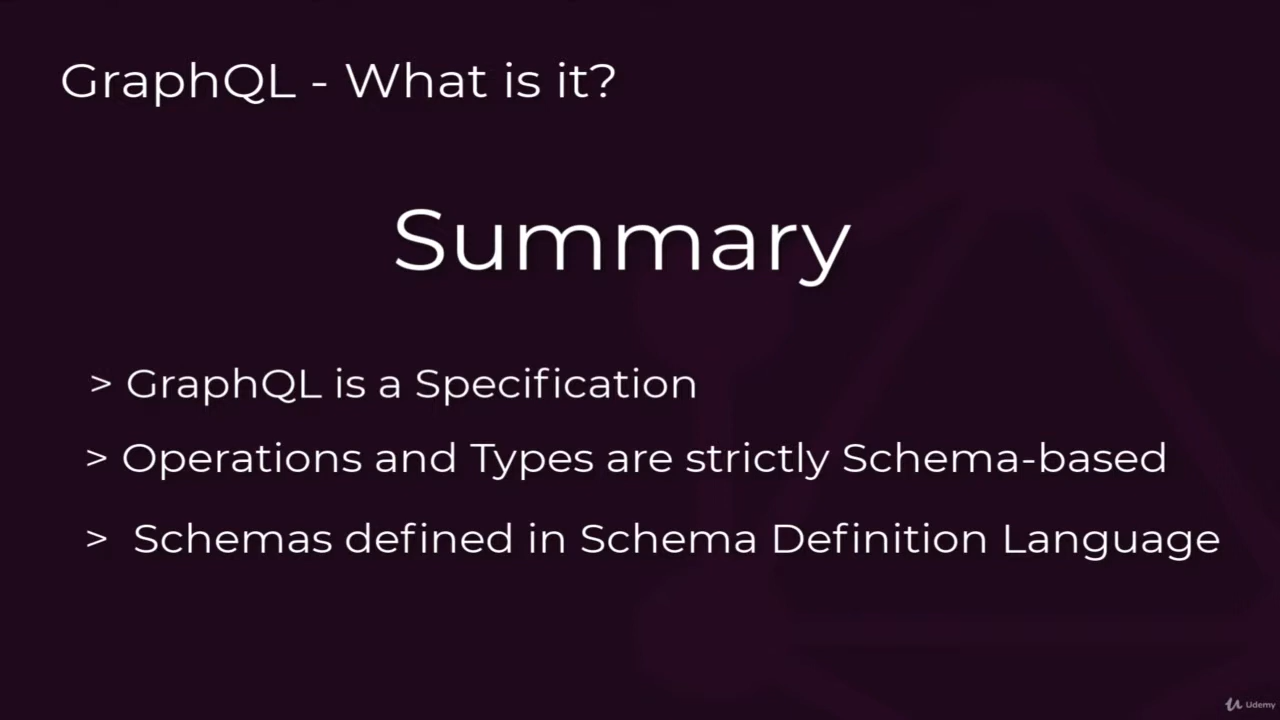 GraphQL - What is it?
Summary
> GraphQL is a Specification
> Operations and Types are strictly Schema-based
> Schemas defined in Schema Definition Language
Udemy